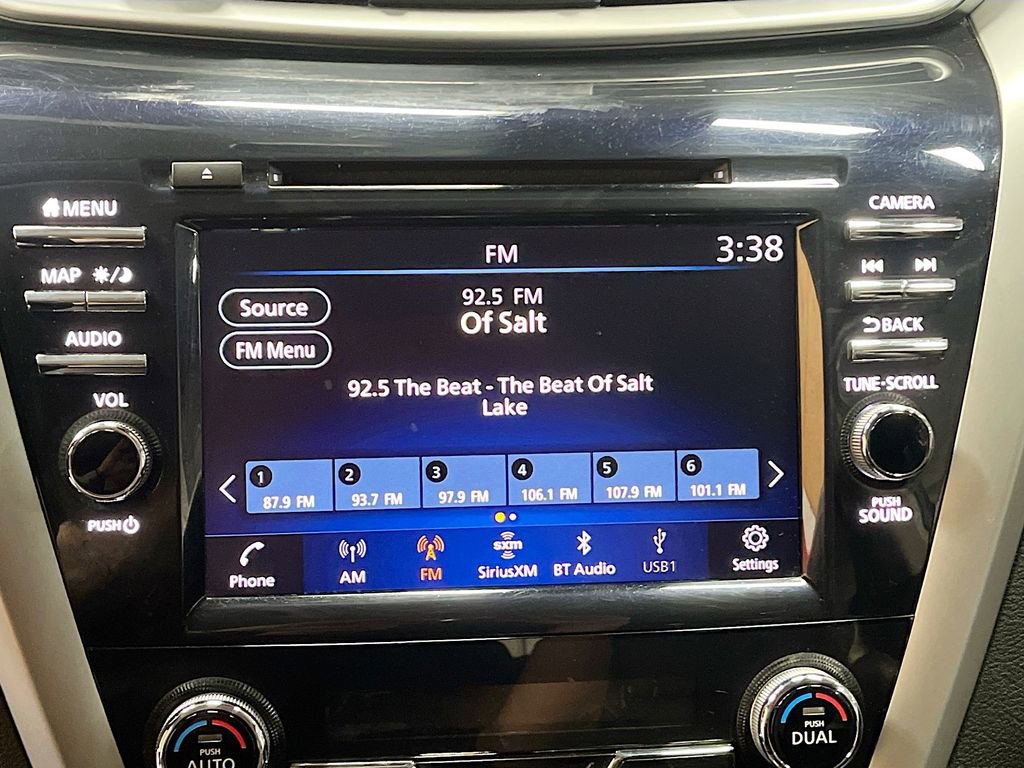 MENU
CAMERA
FM
3:38
MAP
Source
92.5 FM
Of Salt
AUDIO
BACK
FM Menu
92.5 The Beat - The Beat Of Salt
Lake
VOL
TUNE·SCROLL
1 2 3 4 5 6
87.9 FM 93.7 FM 97.9 FM 106.1 FM 107.9 FM 101.1 FM
PUSH
PUSH
SOUND
Phone AM FM SiriusXM BT Audio USB1 Settings
sxm
PUSH
AUTO
PUSH
DUAL